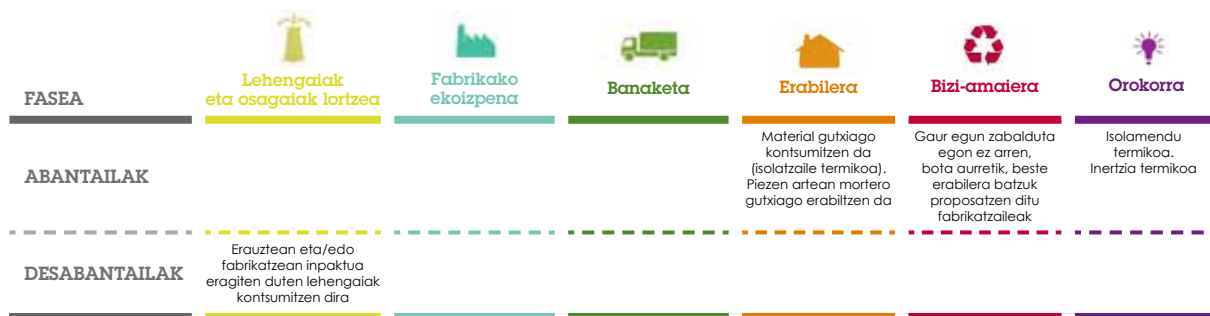 FASEA
Lehengaiak
eta osagaiak lortzea
Fabrikako
ekoizpena
Banaketa
Erabilera
Bizi-amaiera
Orokorra
ABANTAILAK
Material gutxiago
kontsumitzen da
(isolatzaile termikoa).
Piezen artean mortero
gutxiago erabiltzen da
Gaur egun zabalduta
egon ez arren,
bota aurretik, beste
erabilera batzuk
proposatzen ditu
fabrikatzaileak
Isolamendu
termikoa.
Inertzia termikoa
DESABANTAILAK
Erauztean eta/edo
fabrikatzean inpaktua
eragiten duten lehengaiak
kontsumitzen dira